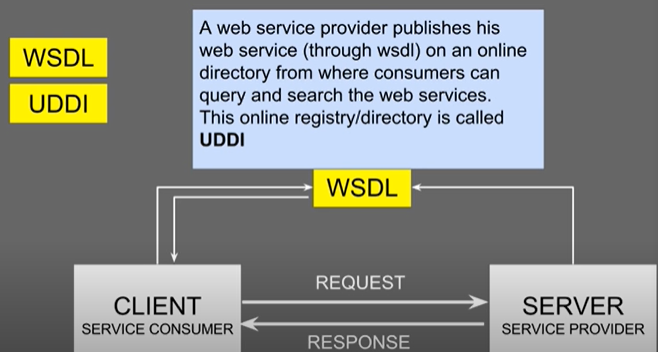 WSDL
UDDI
A web service provider publishes his
web service (through wsdl) on an online
directory from where consumers can
query and search the web services.
This online registry/directory is called
UDDI
WSDL
REQUEST
CLIENT
SERVICE CONSUMER
SERVER
SERVICE PROVIDER
RESPONSE